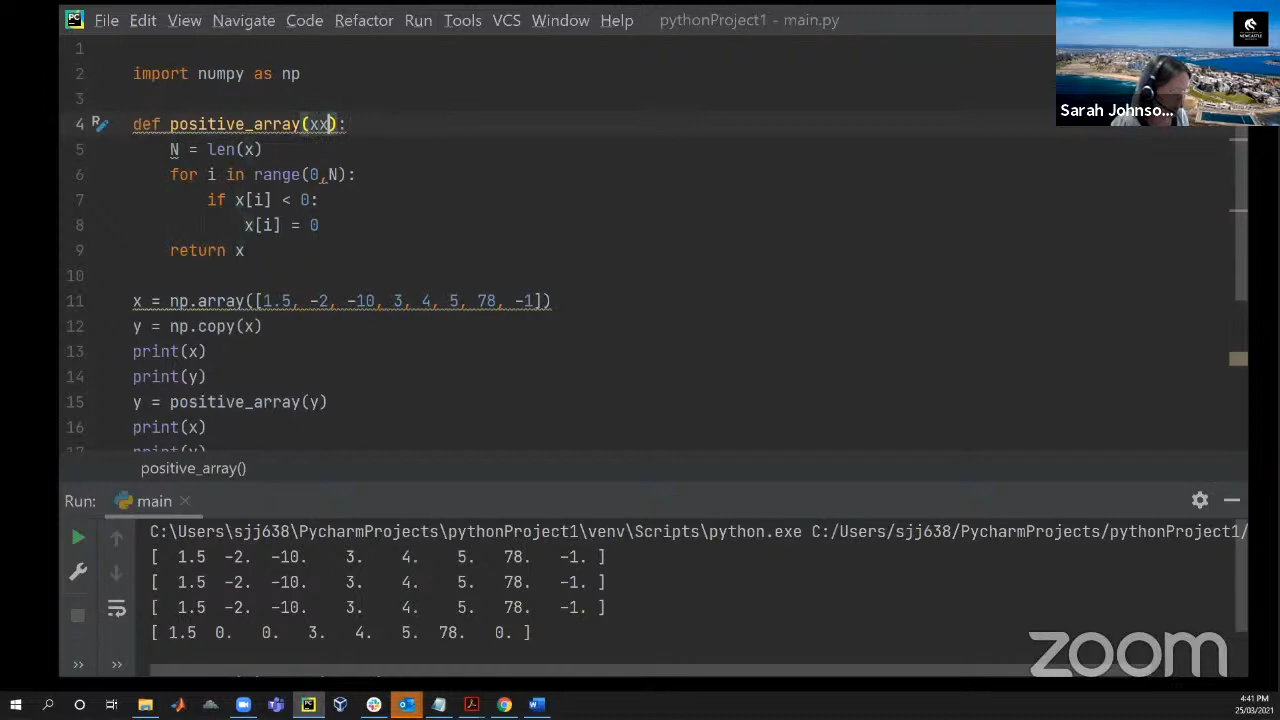 File Edit View Navigate Code Refactor Run Tools VCS Window Help pythonProject1 - main.py
1
2 import numpy as np
3
4 def positive_array(xx):
5 N = len(x)
6 for i in range(0,N):
7 if x[i] < 0:
8 x[i] = 0
9 return x
10
11 x = np.array([1.5, -2, -10, 3, 4, 5, 78, -1])
12 y = np.copy(x)
13 print(x)
14 print(y)
15 y = positive_array(y)
16 print(x)
17 print(y)
positive_array()
Run: main
C:\Users\sjj638\PycharmProjects\pythonProject1\venv\Scripts\python.exe C:/Users/sjj638/PycharmProjects/pythonProject1/
[ 1.5 -2. -10. 3. 4. 5. 78. -1. ]
[ 1.5 -2. -10. 3. 4. 5. 78. -1. ]
[ 1.5 -2. -10. 3. 4. 5. 78. -1. ]
[ 1.5 0. 0. 3. 4. 5. 78. 0. ]
NEWCASTLE
Sarah Johnso...
zoom
4:41 PM
25/03/2021